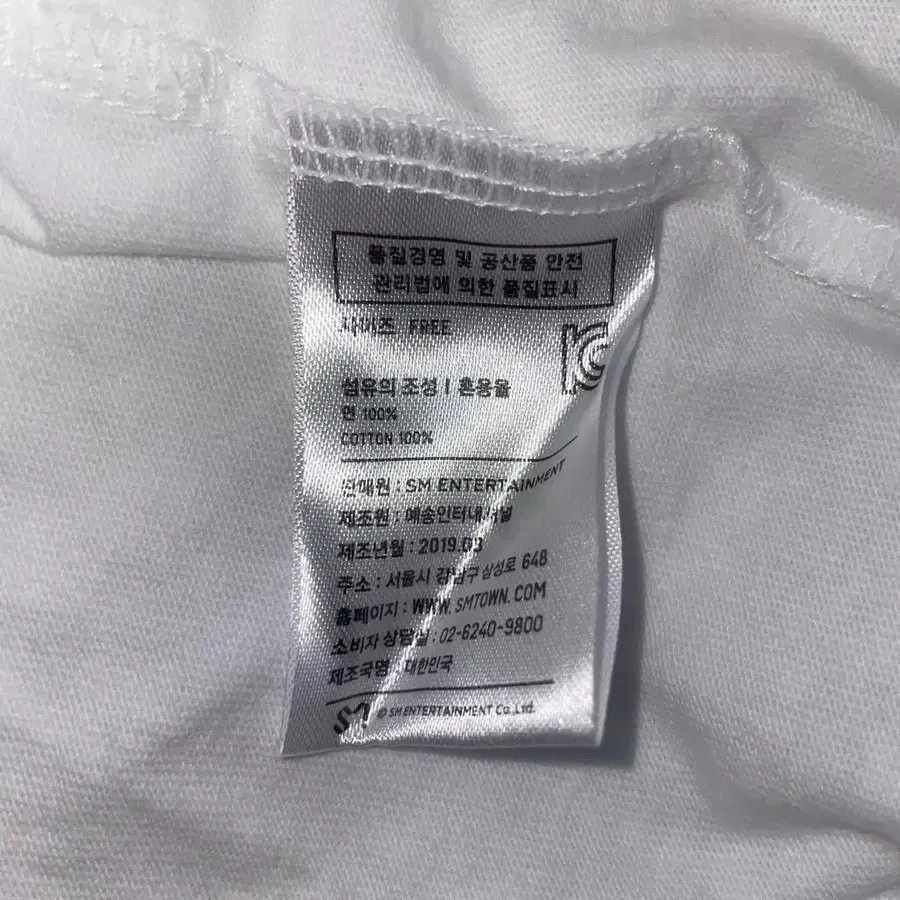 품질경영 및 공산품 안전
관리법에 의한 품질표시
사이즈 FREE
섬유의 조성 | 혼용율
면 100%
COTTON 100%
판매원 : SM ENTERTAINMENT
제조원 : 예송인터내셔널
제조년월 : 2019.03
주소 : 서울시 강남구 삼성로 648
홈페이지 : WWW.SMTOWN.COM
소비자 상담실 : 02-6240-9800
제조국명 : 대한민국
SM © SM ENTERTAINMENT Co. Ltd.